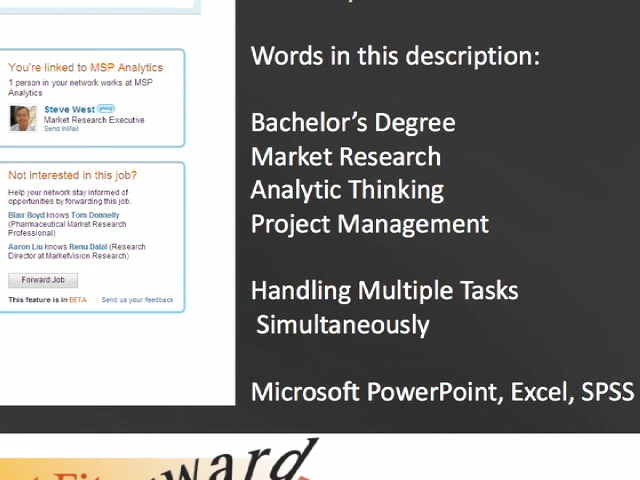 You're linked to MSP Analytics
1 person in your network works at MSP
Analytics
Steve West group
Market Research Executive
Send InMail
Not interested in this job?
Help your network stay informed of
opportunities by forwarding this job.
Blair Boyd knows Tom Donnelly
(Pharmaceutical Market Research
Professional)
Aaron Liu knows Renu Dalal (Research
Director at MarketVision Research)
Forward Job
This feature is in BETA Send us your feedback
Words in this description:
Bachelor's Degree
Market Research
Analytic Thinking
Project Management
Handling Multiple Tasks
Simultaneously
Microsoft PowerPoint, Excel, SPSS